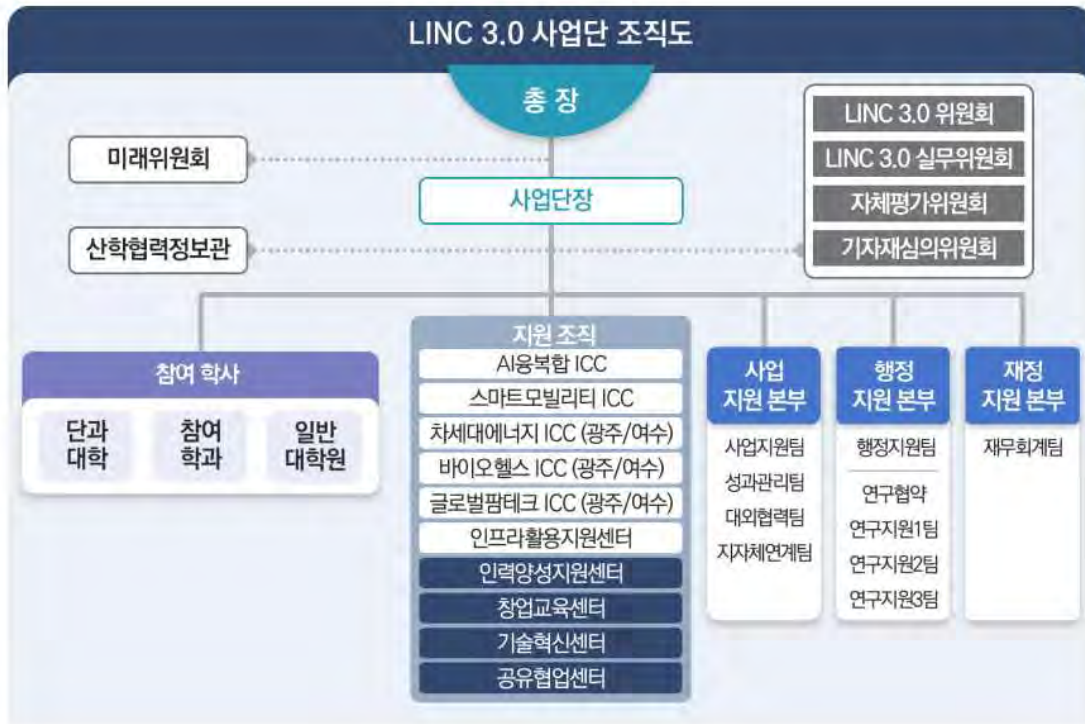 LINC 3.0 사업단 조직도
총 장
미래위원회
사업단장
산학협력정보관
LINC 3.0 위원회
LINC 3.0 실무위원회
자체평가위원회
기자재심의위원회
참여 학사
단과
대학
참여
학과
일반
대학원
지원 조직
AI융복합 ICC
스마트모빌리티 ICC
차세대에너지 ICC (광주/여수)
바이오헬스 ICC (광주/여수)
글로벌팜테크 ICC (광주/여수)
인프라활용지원센터
인력양성지원센터
창업교육센터
기술혁신센터
공유협업센터
사업
지원 본부
사업지원팀
성과관리팀
대외협력팀
지자체연계팀
행정
지원 본부
행정지원팀
연구협약
연구지원1팀
연구지원2팀
연구지원3팀
재정
지원 본부
재무회계팀